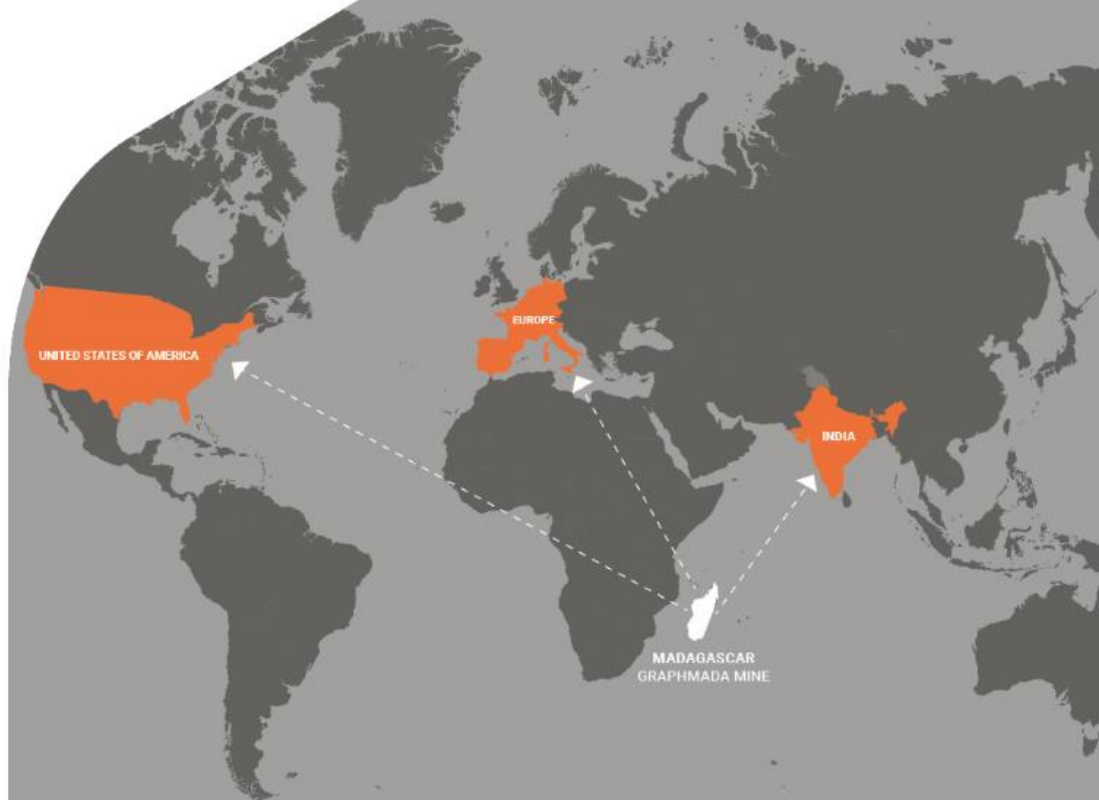 EUROPE
UNITED STATES OF AMERICA
INDIA
MADAGASCAR
GRAPHMADA MINE